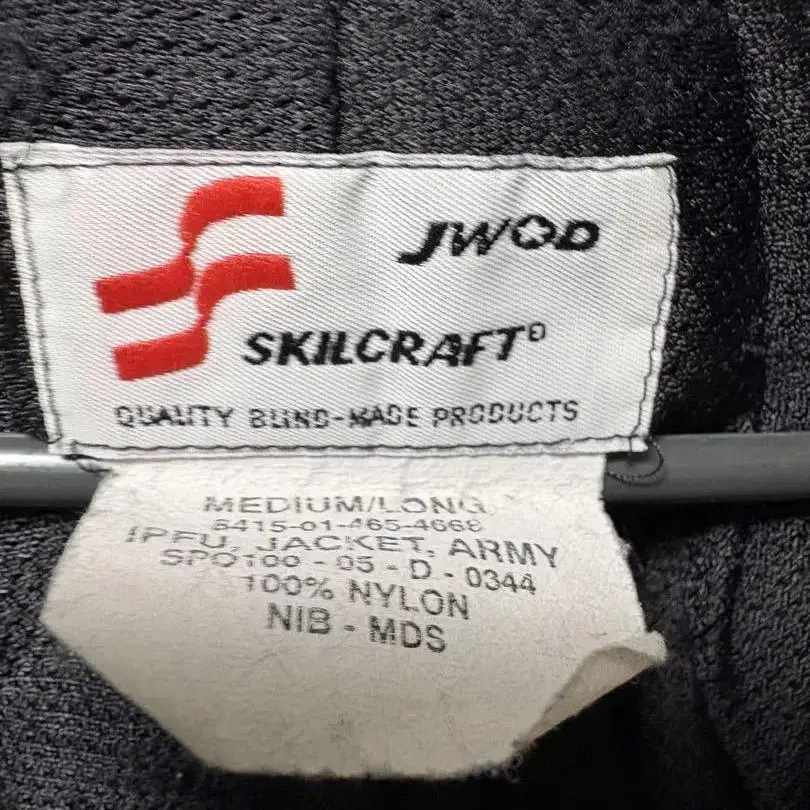 JWOD
SKILCRAFT®
QUALITY BLIND-MADE PRODUCTS
MEDIUM/LONG
8415-01-465-4668
IPFU, JACKET, ARMY
SPO100 - 05 - D - 0344
100% NYLON
NIB - MDS